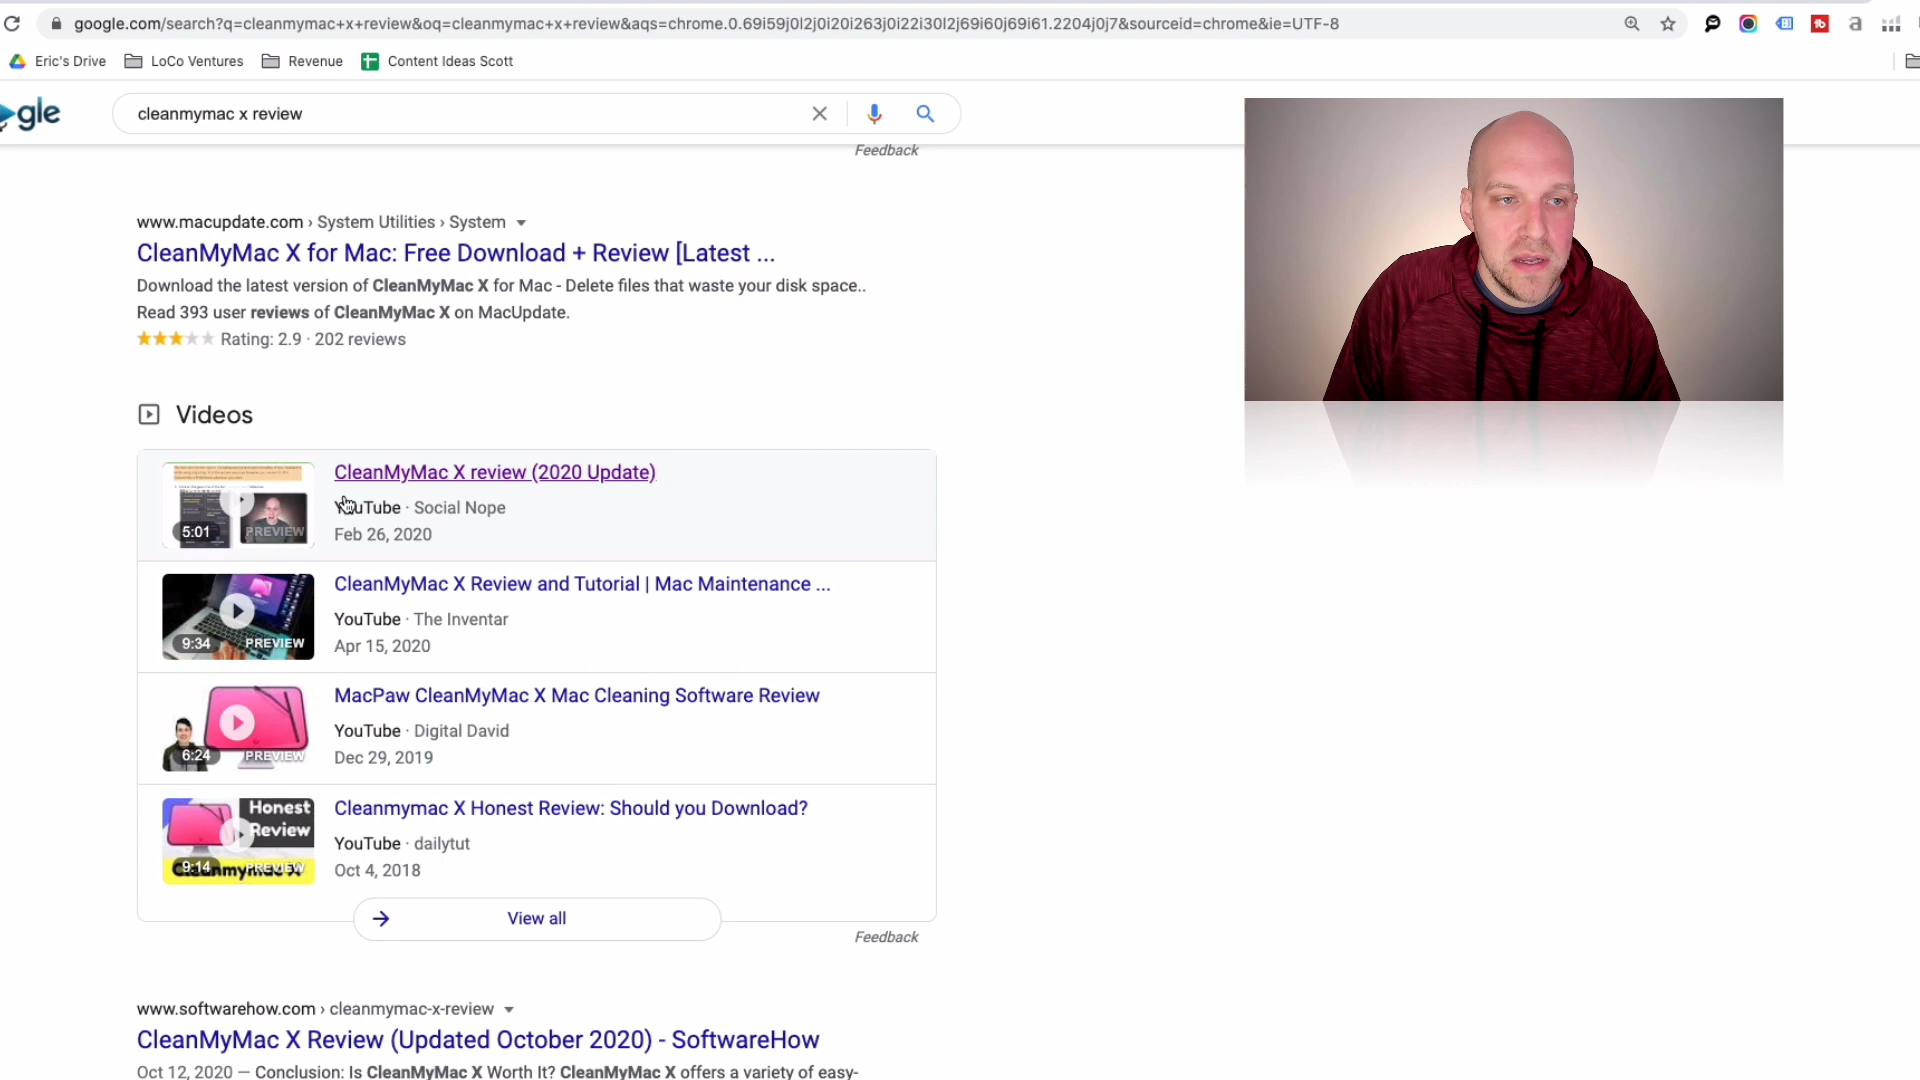 google.com/search?q=cleanmymac+x+review&oq=cleanmymac+x+review&aqs=chrome.0.69i59j0l2j0i20i263j0i22i30l2j69i60j69i61.2204j0j7&sourceid=chrome&ie=UTF-8
Eric's Drive
LoCo Ventures
Revenue
Content Ideas Scott
gle
cleanmymac x review
Feedback
www.macupdate.com › System Utilities › System
CleanMyMac X for Mac: Free Download + Review [Latest ...
Download the latest version of CleanMyMac X for Mac - Delete files that waste your disk space..
Read 393 user reviews of CleanMyMac X on MacUpdate.
Rating: 2.9 · 202 reviews
Videos
CleanMyMac X review (2020 Update)
YouTube · Social Nope
Feb 26, 2020
5:01
PREVIEW
CleanMyMac X Review and Tutorial | Mac Maintenance ...
YouTube · The Inventar
Apr 15, 2020
9:34
PREVIEW
MacPaw CleanMyMac X Mac Cleaning Software Review
YouTube · Digital David
Dec 29, 2019
6:24
PREVIEW
Cleanmymac X Honest Review: Should you Download?
YouTube · dailytut
Oct 4, 2018
Honest
Review
Cleanmymac X
9:14
PREVIEW
View all
Feedback
www.softwarehow.com › cleanmymac-x-review
CleanMyMac X Review (Updated October 2020) - SoftwareHow
Oct 12, 2020 — Conclusion: Is CleanMyMac X Worth It? CleanMyMac X offers a variety of easy-